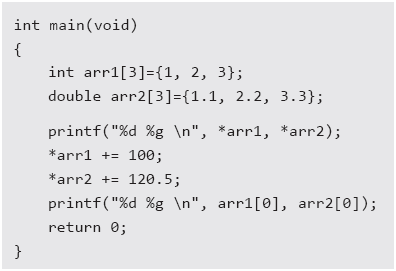 int main(void)
{
    int arr1[3]={1, 2, 3};
    double arr2[3]={1.1, 2.2, 3.3};
    printf("%d %g \n", *arr1, *arr2);
    *arr1 += 100;
    *arr2 += 120.5;
    printf("%d %g \n", arr1[0], arr2[0]);
    return 0;
}